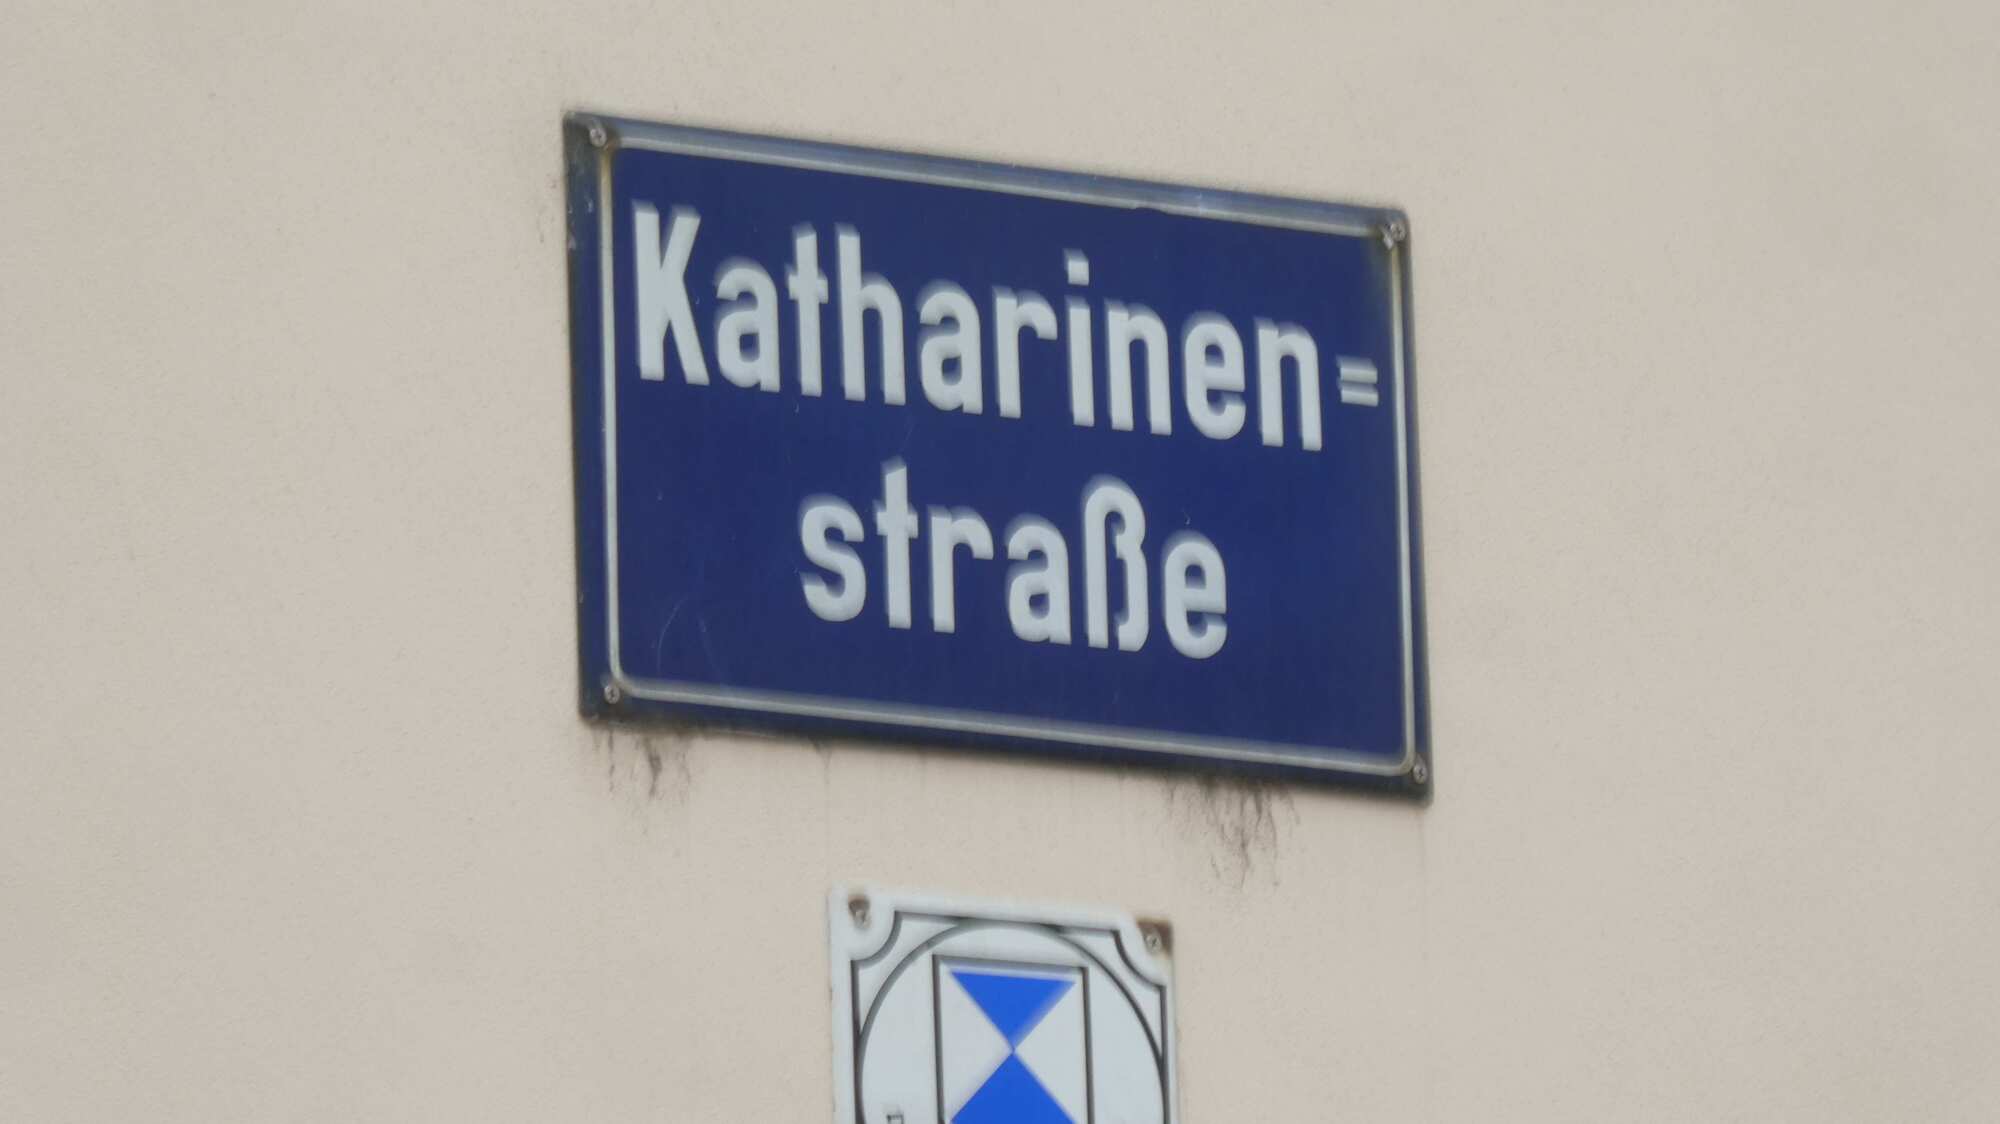 Katharinen=
straße